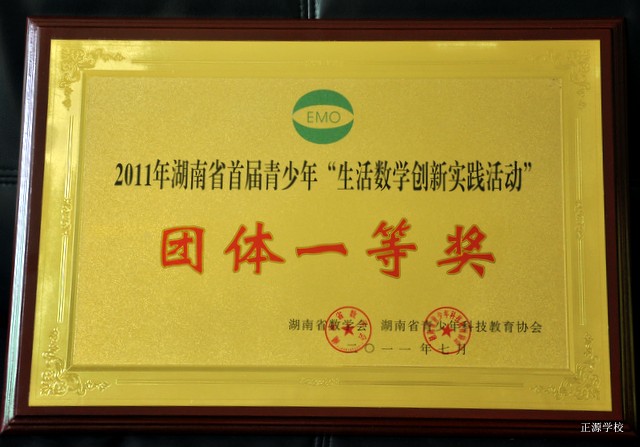 EMO
2011年湖南省首届青少年“生活数学创新实践活动”
团体一等奖
湖南省数学会 湖南省青少年科技教育协会
二〇一一年七月
正源学校